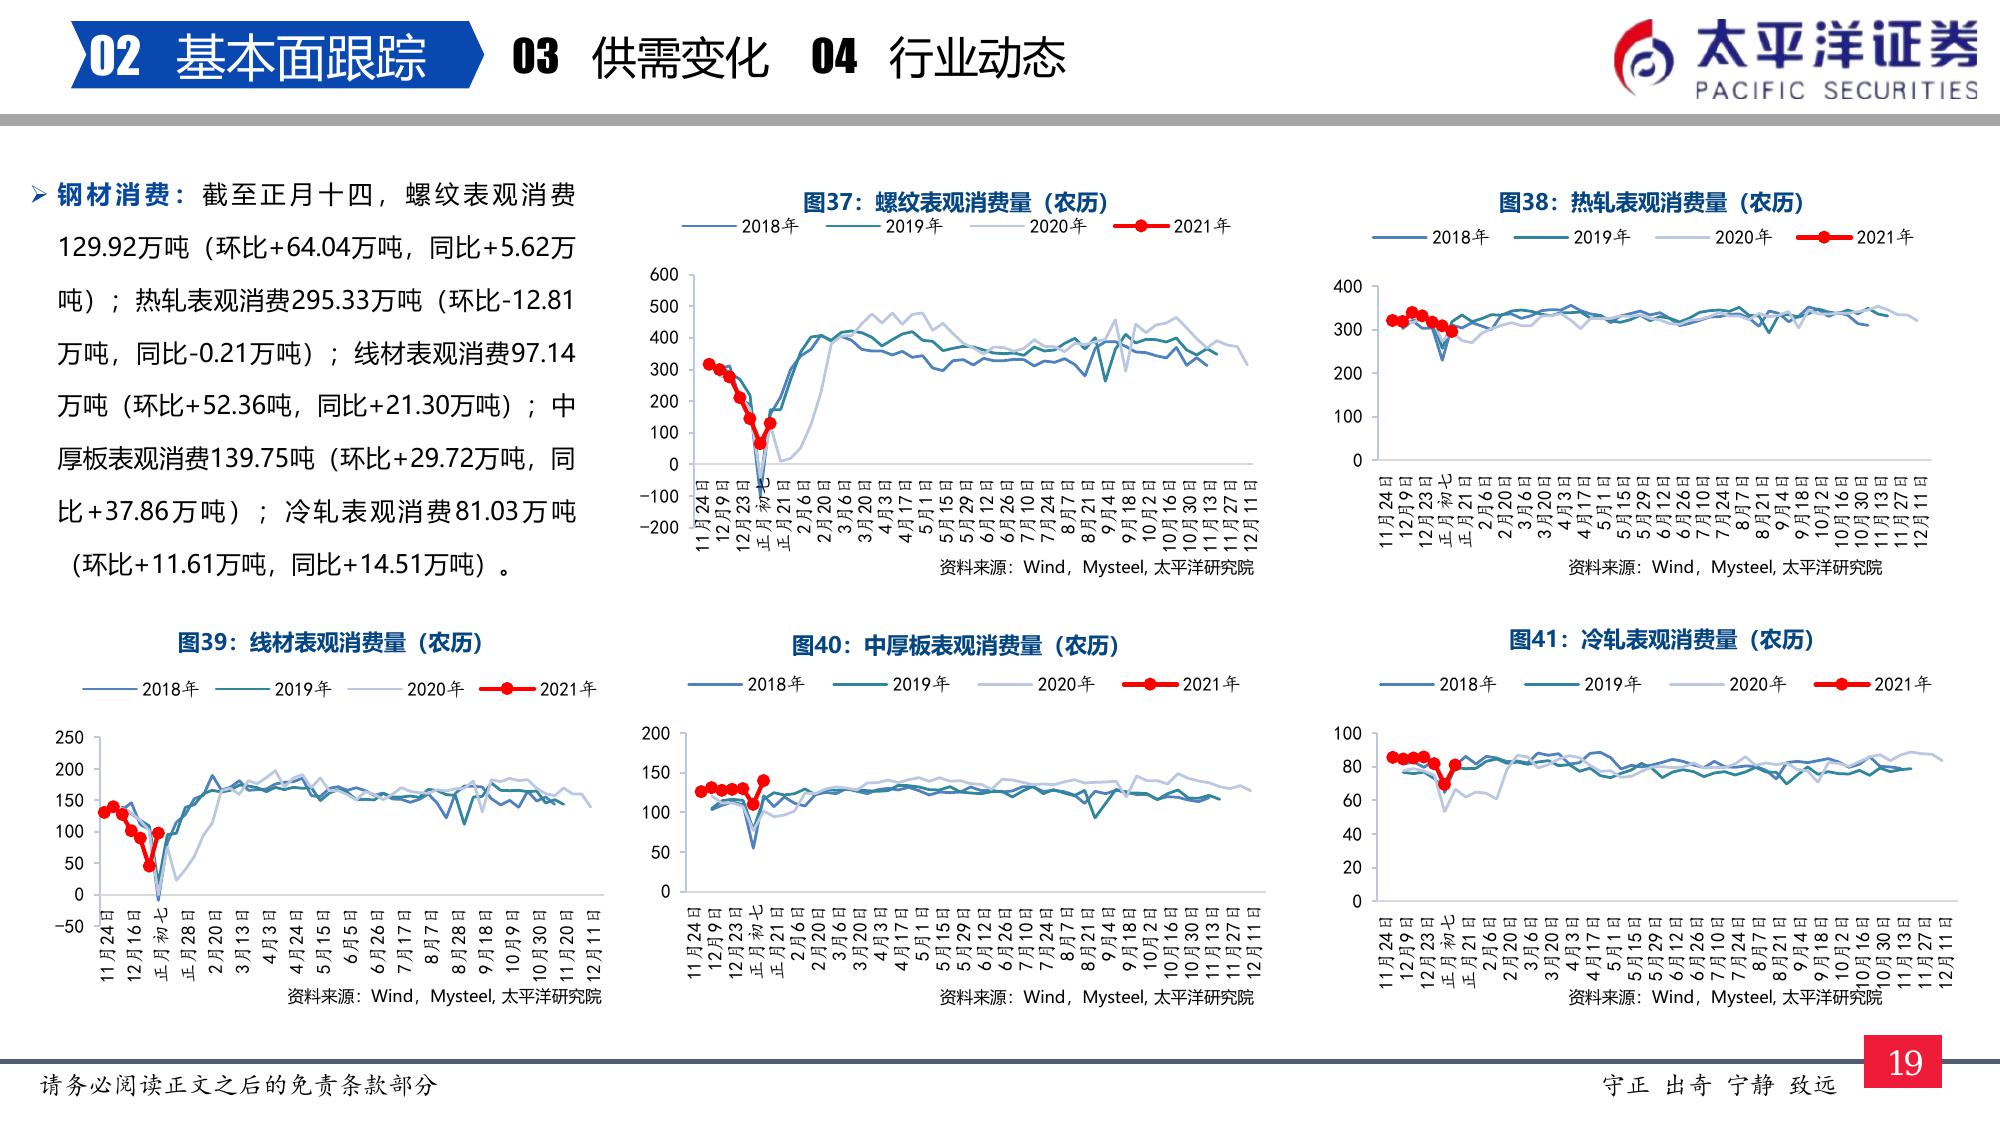 02 基本面跟踪 03 供需变化 04 行业动态
太平洋证券
PACIFIC SECURITIES
➢ 钢材消费：截至正月十四，螺纹表观消费
129.92万吨（环比+64.04万吨，同比+5.62万
吨）；热轧表观消费295.33万吨（环比-12.81
万吨，同比-0.21万吨）；线材表观消费97.14
万吨（环比+52.36吨，同比+21.30万吨）；中
厚板表观消费139.75吨（环比+29.72万吨，同
比+37.86万吨）；冷轧表观消费81.03万吨
（环比+11.61万吨，同比+14.51万吨）。
图37：螺纹表观消费量（农历）
2018年 2019年 2020年 2021年
600
500
400
300
200
100
0
−100
−200
11月24日 12月9日 12月23日 正月初七 正月21日 2月6日 2月20日 3月6日 3月20日 4月3日 4月17日 5月1日 5月15日 5月29日 6月12日 6月26日 7月10日 7月24日 8月7日 8月21日 9月4日 9月18日 10月2日 10月16日 10月30日 11月13日 11月27日 12月11日
资料来源：Wind，Mysteel, 太平洋研究院
图38：热轧表观消费量（农历）
2018年 2019年 2020年 2021年
400
300
200
100
0
11月24日 12月9日 12月23日 正月初七 正月21日 2月6日 2月20日 3月6日 3月20日 4月3日 4月17日 5月1日 5月15日 5月29日 6月12日 6月26日 7月10日 7月24日 8月7日 8月21日 9月4日 9月18日 10月2日 10月16日 10月30日 11月13日 11月27日 12月11日
资料来源：Wind，Mysteel, 太平洋研究院
图39：线材表观消费量（农历）
2018年 2019年 2020年 2021年
250
200
150
100
50
0
−50
11月24日 12月16日 正月初七 正月28日 2月20日 3月13日 4月3日 4月24日 5月15日 6月5日 6月26日 7月17日 8月7日 8月28日 9月18日 10月9日 10月30日 11月20日 12月11日
资料来源：Wind，Mysteel, 太平洋研究院
图40：中厚板表观消费量（农历）
2018年 2019年 2020年 2021年
200
150
100
50
0
11月24日 12月9日 12月23日 正月初七 正月21日 2月6日 2月20日 3月6日 3月20日 4月3日 4月17日 5月1日 5月15日 5月29日 6月12日 6月26日 7月10日 7月24日 8月7日 8月21日 9月4日 9月18日 10月2日 10月16日 10月30日 11月13日 11月27日 12月11日
资料来源：Wind，Mysteel, 太平洋研究院
图41：冷轧表观消费量（农历）
2018年 2019年 2020年 2021年
100
80
60
40
20
0
11月24日 12月9日 12月23日 正月初七 正月21日 2月6日 2月20日 3月6日 3月20日 4月3日 4月17日 5月1日 5月15日 5月29日 6月12日 6月26日 7月10日 7月24日 8月7日 8月21日 9月4日 9月18日 10月2日 10月16日 10月30日 11月13日 11月27日 12月11日
资料来源：Wind，Mysteel, 太平洋研究院
请务必阅读正文之后的免责条款部分
守正 出奇 宁静 致远
19